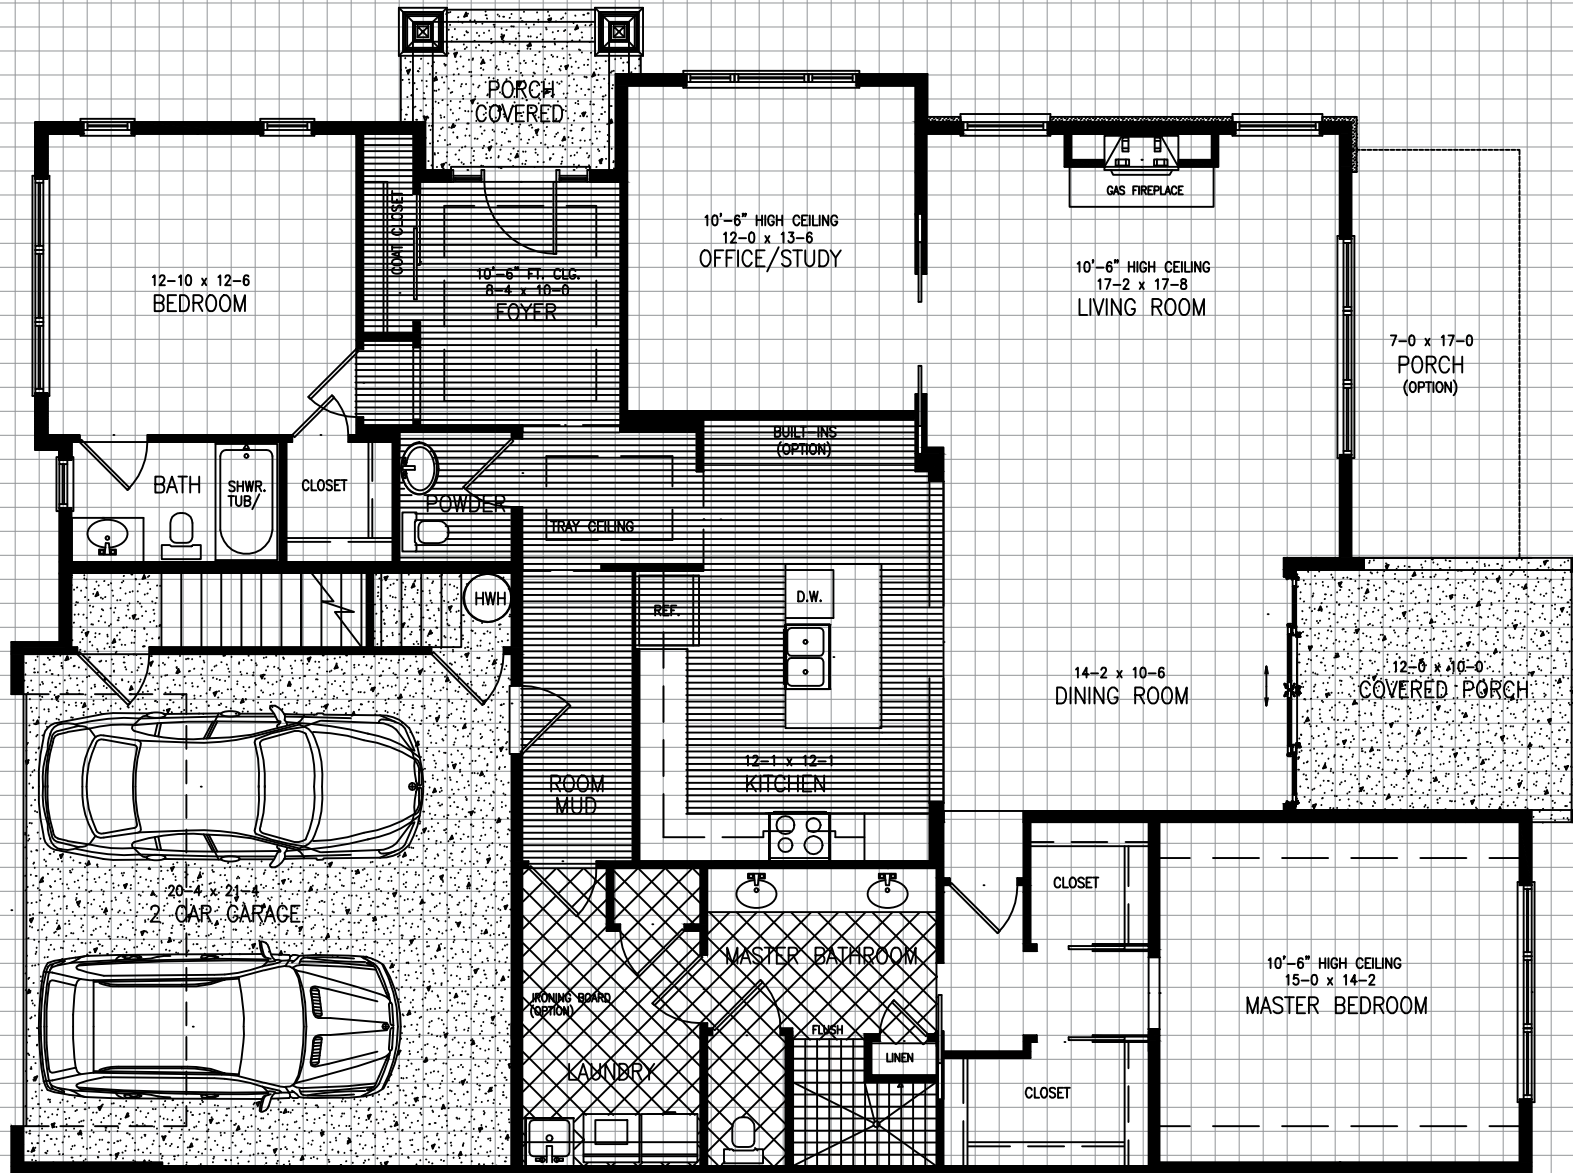 PORCH
COVERED
GAS FIREPLACE
COAT CLOSET
10'-6" HIGH CEILING
12-0 x 13-6
OFFICE/STUDY
12-10 x 12-6
BEDROOM
10'-6" FT. CLG.
8-4 x 10-0
FOYER
10'-6" HIGH CEILING
17-2 x 17-8
LIVING ROOM
7-0 x 17-0
PORCH
(OPTION)
BUILT-INS
(OPTION)
BATH
SHWR.
TUB/
CLOSET
POWDER
TRAY CEILING
HWH
REF.
D.W.
14-2 x 10-6
DINING ROOM
12-0 x 10-0
COVERED PORCH
12-1 x 12-1
KITCHEN
ROOM
MUD
20-4 x 21-4
2 CAR GARAGE
CLOSET
MASTER BATHROOM
10'-6" HIGH CEILING
15-0 x 14-2
MASTER BEDROOM
IRONING BOARD
(OPTION)
FLUSH
LINEN
LAUNDRY
CLOSET